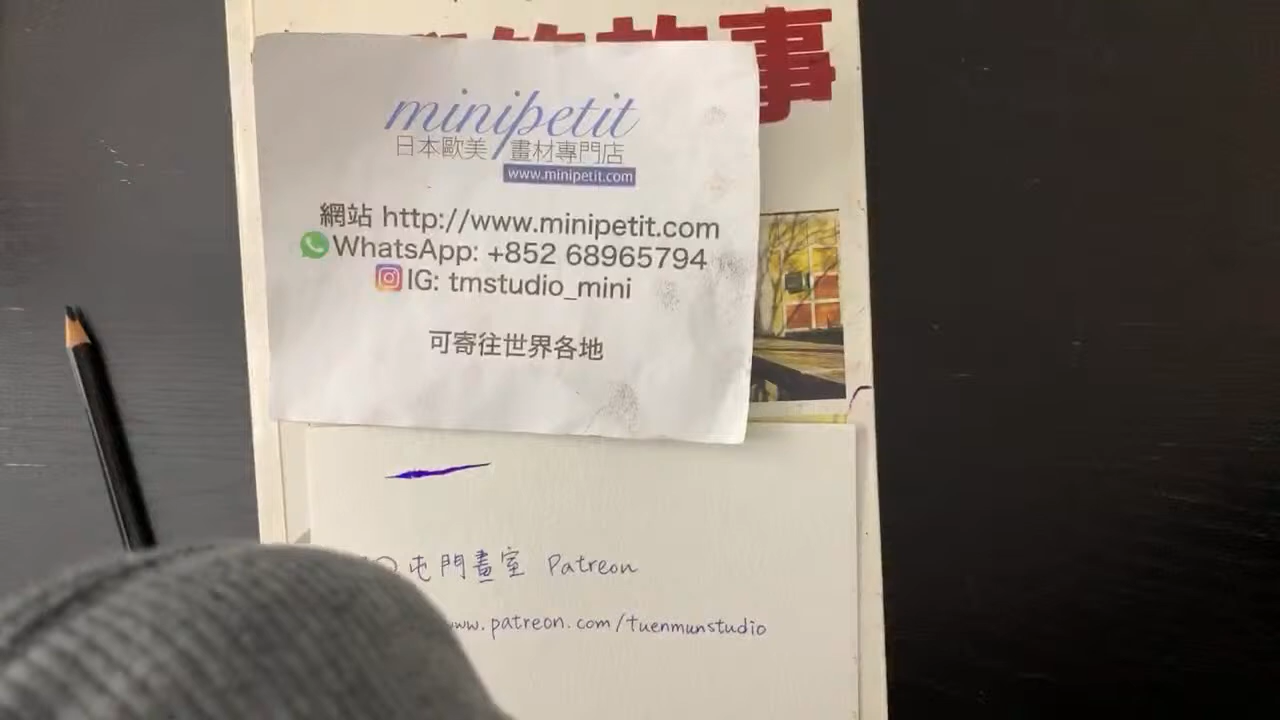 故事
minipetit
日本歐美 畫材專門店
www.minipetit.com
網站 http://www.minipetit.com
WhatsApp: +852 68965794
IG: tmstudio_mini
可寄往世界各地
屯門畫室 Patreon
www.patreon.com/tuenmunstudio